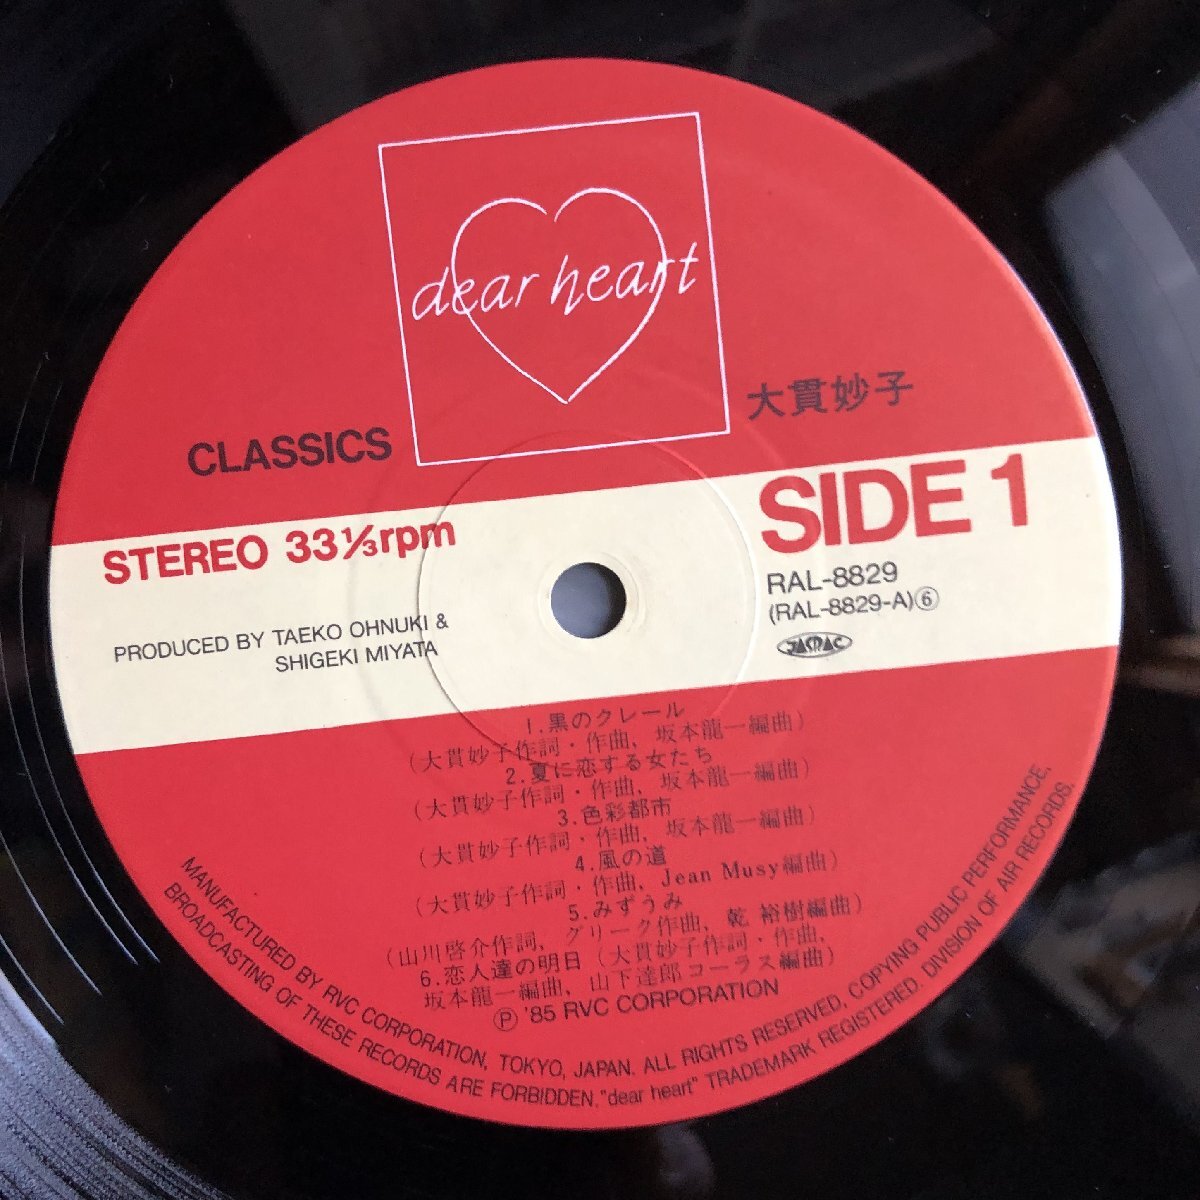 dear heart
CLASSICS
大貫妙子
STEREO 33⅓rpm
SIDE 1
RAL-8829
(RAL-8829-A)⑥
JASRAC
PRODUCED BY TAEKO OHNUKI &
SHIGEKI MIYATA
1.黒のクレール
(大貫妙子作詞・作曲、坂本龍一編曲)
2.夏に恋する女たち
(大貫妙子作詞・作曲、坂本龍一編曲)
3.色彩都市
(大貫妙子作詞・作曲、坂本龍一編曲)
4.風の道
(大貫妙子作詞・作曲、Jean Musy編曲)
5.みずうみ
(山川啓介作詞、グリーク作曲、乾 裕樹編曲)
6.恋人達の明日(大貫妙子作詞・作曲、
坂本龍一編曲、山下達郎コーラス編曲)
Ⓟ '85 RVC CORPORATION
MANUFACTURED BY RVC CORPORATION, TOKYO, JAPAN. ALL RIGHTS RESERVED, COPYING PUBLIC PERFORMANCE,
BROADCASTING OF THESE RECORDS ARE FORBIDDEN."dear heart" TRADEMARK REGISTERED. DIVISION OF AIR RECORDS.